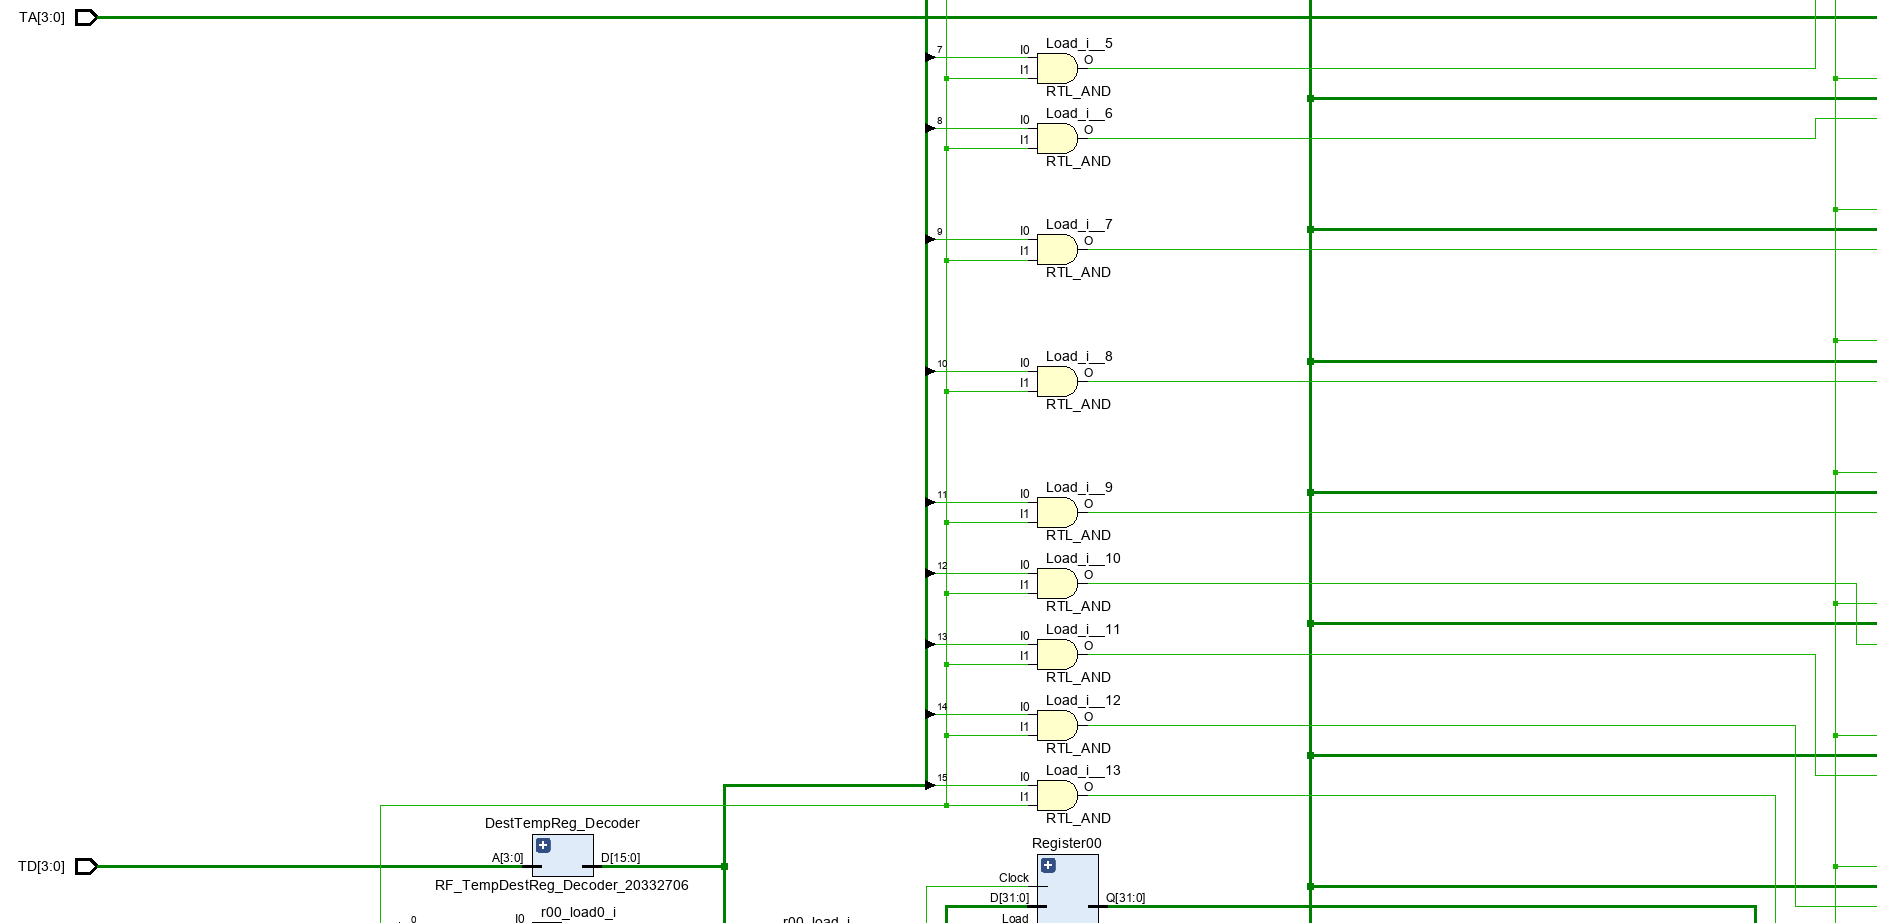 TA[3:0]
Load_i__5
7
I0
O
I1
RTL_AND
Load_i__6
8
I0
O
I1
RTL_AND
Load_i__7
9
I0
O
I1
RTL_AND
Load_i__8
10
I0
O
I1
RTL_AND
Load_i__9
11
I0
O
I1
RTL_AND
Load_i__10
12
I0
O
I1
RTL_AND
Load_i__11
13
I0
O
I1
RTL_AND
Load_i__12
14
I0
O
I1
RTL_AND
Load_i__13
15
I0
O
I1
RTL_AND
DestTempReg_Decoder
TD[3:0]
A[3:0]
D[15:0]
RF_TempDestReg_Decoder_20332706
Register00
Clock
D[31:0]
Q[31:0]
Load
r00_load0_i
0
I0
r00_load_i